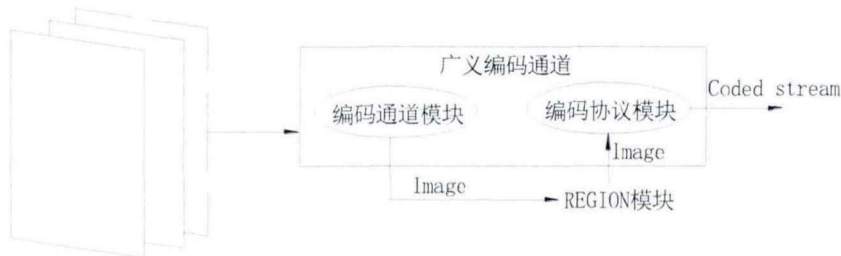 广义编码通道
Coded stream
编码通道模块
编码协议模块
Image
Image
REGION模块